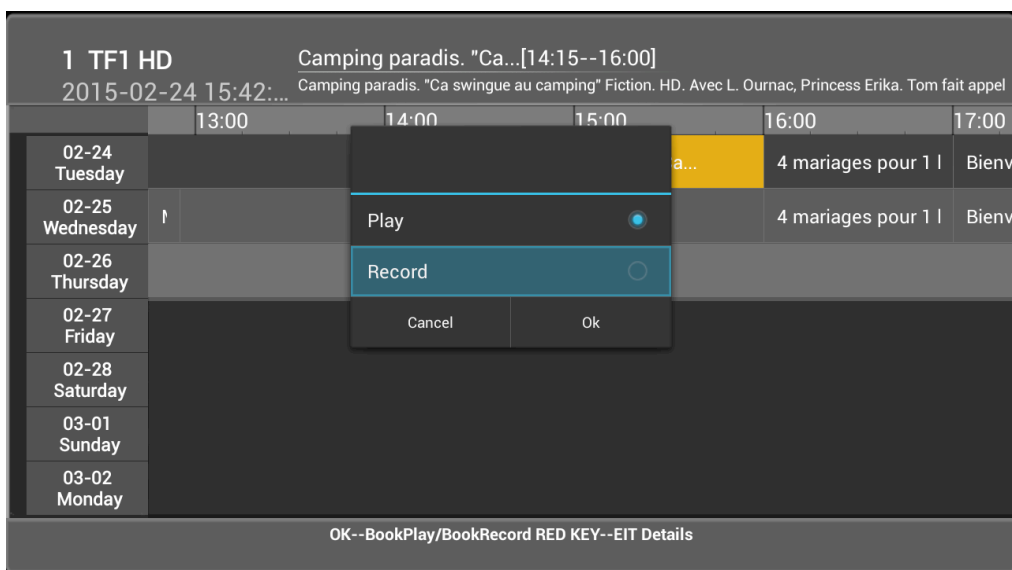 1 TF1 HD
Camping paradis. "Ca...[14:15--16:00]
2015-02-24 15:42:...
Camping paradis. "Ca swingue au camping" Fiction. HD. Avec L. Ournac, Princess Erika. Tom fait appel
13:00 14:00 15:00 16:00 17:00
02-24
Tuesday
a... 4 mariages pour 1 l Bienv
02-25
Wednesday
4 mariages pour 1 l Bienv
02-26
Thursday
02-27
Friday
02-28
Saturday
03-01
Sunday
03-02
Monday
Play
Record
Cancel Ok
OK--BookPlay/BookRecord RED KEY--EIT Details